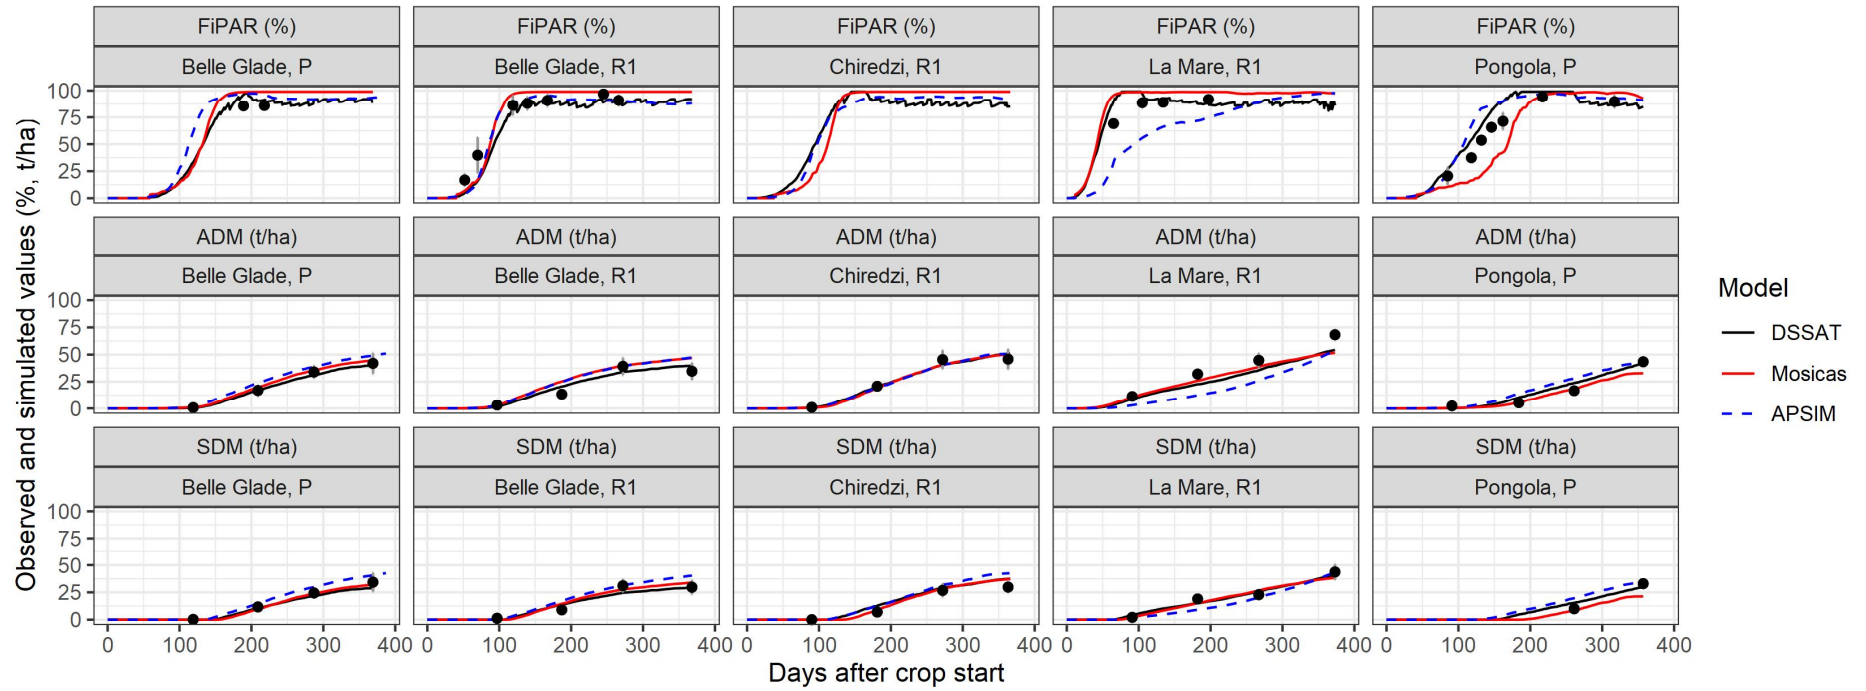 FiPAR (%) FiPAR (%) FiPAR (%) FiPAR (%) FiPAR (%)
Belle Glade, P Belle Glade, R1 Chiredzi, R1 La Mare, R1 Pongola, P
100
75
50
25
0
ADM (t/ha) ADM (t/ha) ADM (t/ha) ADM (t/ha) ADM (t/ha)
Belle Glade, P Belle Glade, R1 Chiredzi, R1 La Mare, R1 Pongola, P
100
75
50
25
0
SDM (t/ha) SDM (t/ha) SDM (t/ha) SDM (t/ha) SDM (t/ha)
Belle Glade, P Belle Glade, R1 Chiredzi, R1 La Mare, R1 Pongola, P
100
75
50
25
0
0 100 200 300 400 0 100 200 300 400 0 100 200 300 400 0 100 200 300 400 0 100 200 300 400
Days after crop start
Observed and simulated values (%, t/ha)
Model
DSSAT
Mosicas
APSIM